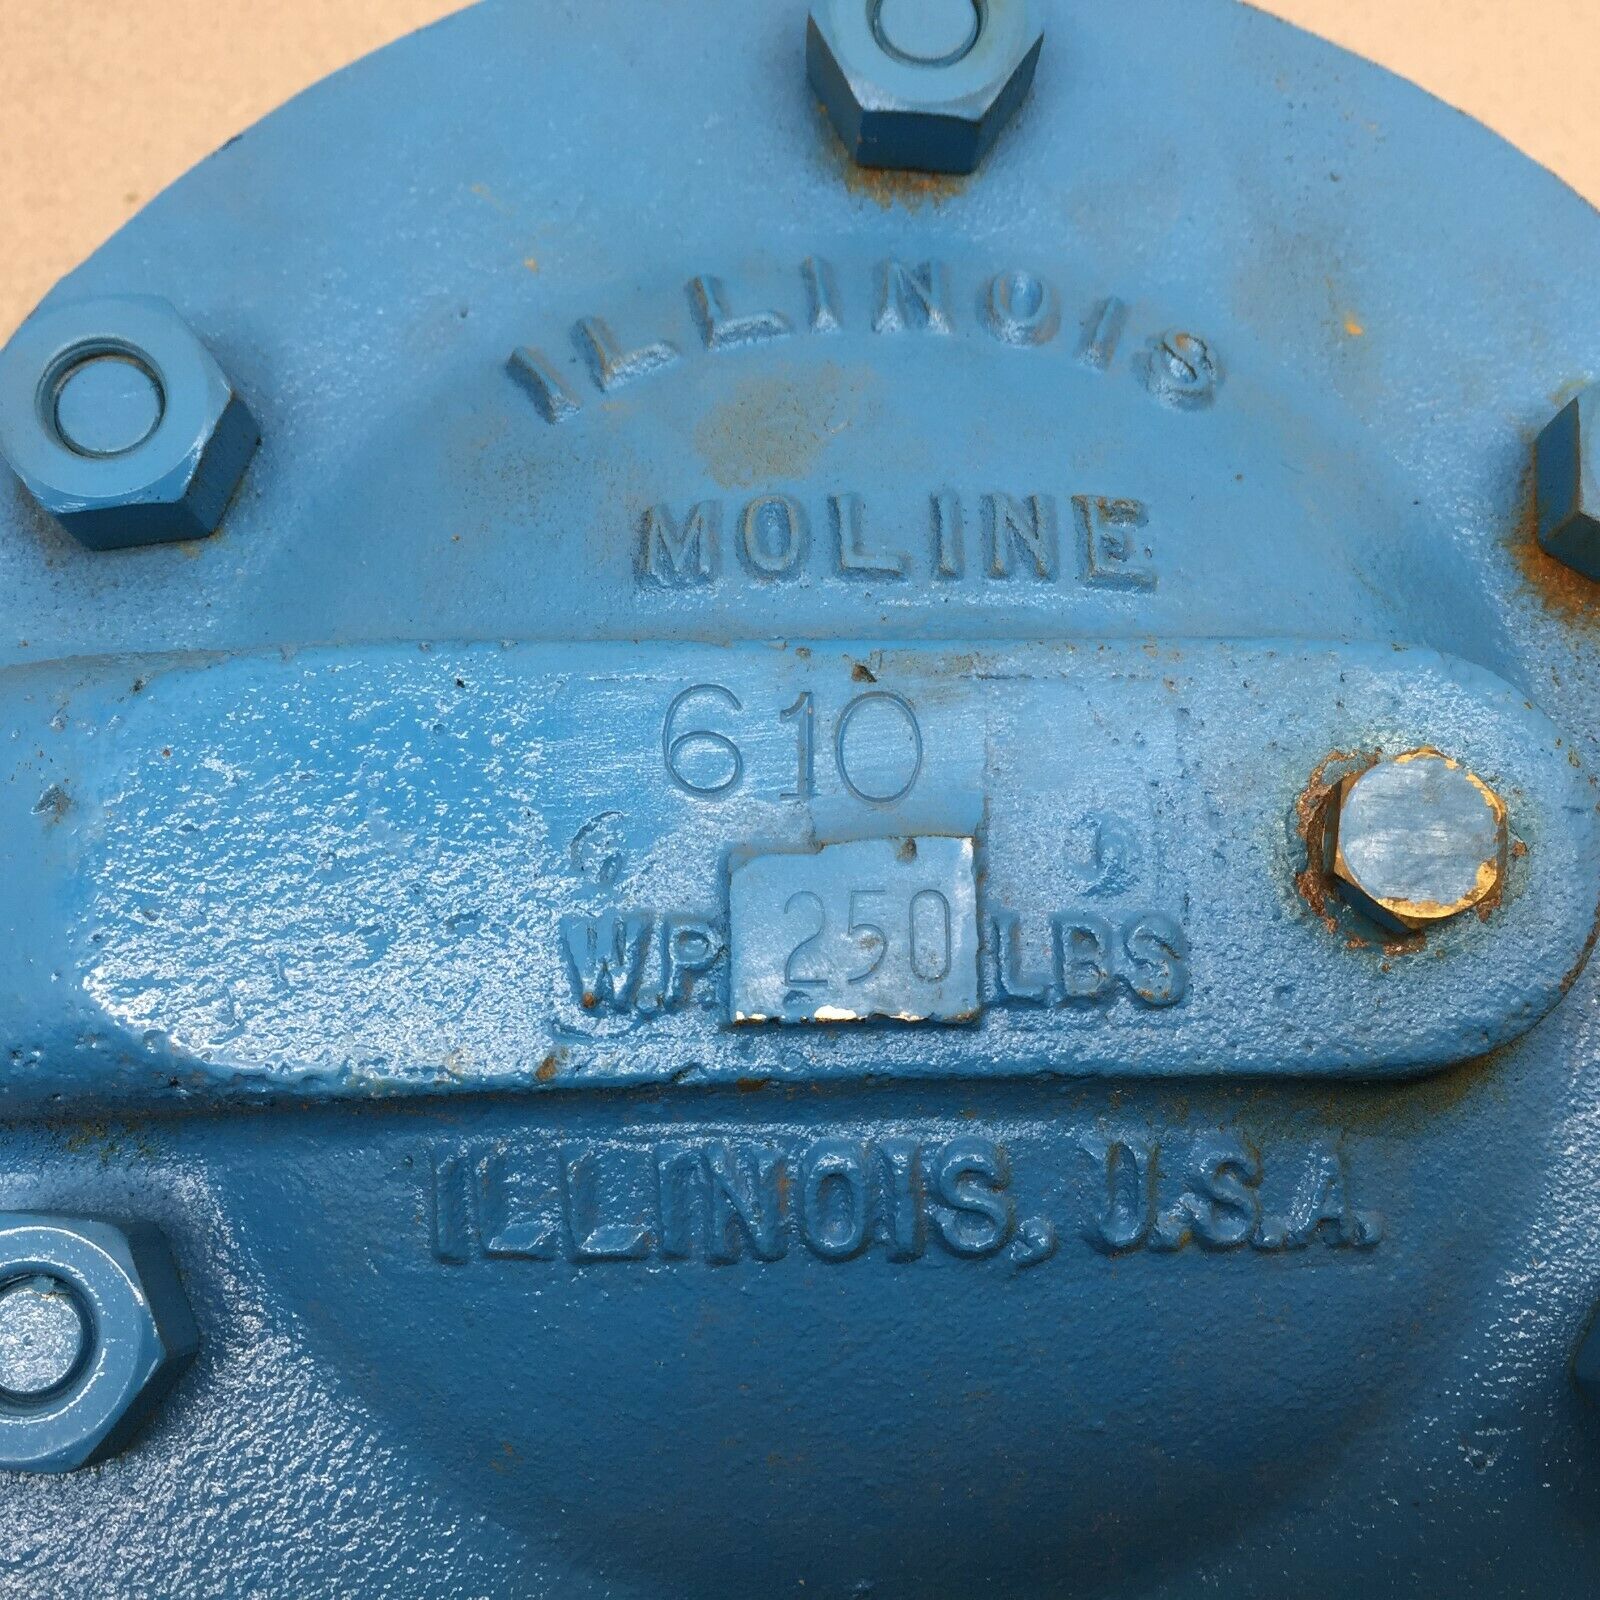 ILLINOIS
MOLINE
610
W.P. 250 LBS
ILLINOIS, U.S.A.